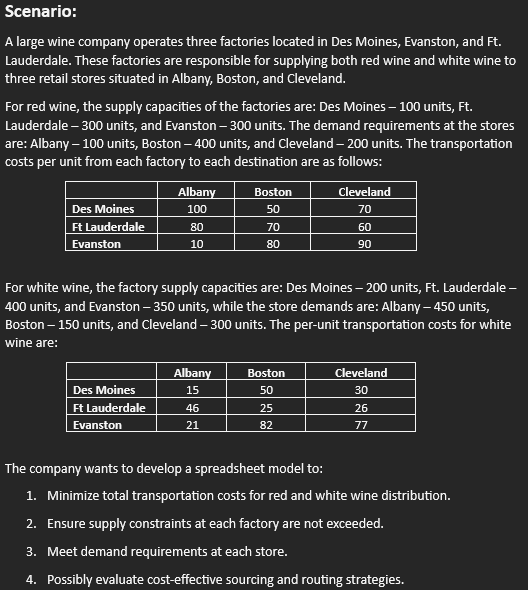 Scenario:
A large wine company operates three factories located in Des Moines, Evanston, and Ft.
Lauderdale. These factories are responsible for supplying both red wine and white wine to
three retail stores situated in Albany, Boston, and Cleveland.
For red wine, the supply capacities of the factories are: Des Moines – 100 units, Ft.
Lauderdale – 300 units, and Evanston – 300 units. The demand requirements at the stores
are: Albany – 100 units, Boston – 400 units, and Cleveland – 200 units. The transportation
costs per unit from each factory to each destination are as follows:
Albany Boston Cleveland
Des Moines 100 50 70
Ft Lauderdale 80 70 60
Evanston 10 80 90
For white wine, the factory supply capacities are: Des Moines – 200 units, Ft. Lauderdale –
400 units, and Evanston – 350 units, while the store demands are: Albany – 450 units,
Boston – 150 units, and Cleveland – 300 units. The per-unit transportation costs for white
wine are:
Albany Boston Cleveland
Des Moines 15 50 30
Ft Lauderdale 46 25 26
Evanston 21 82 77
The company wants to develop a spreadsheet model to:
1. Minimize total transportation costs for red and white wine distribution.
2. Ensure supply constraints at each factory are not exceeded.
3. Meet demand requirements at each store.
4. Possibly evaluate cost-effective sourcing and routing strategies.